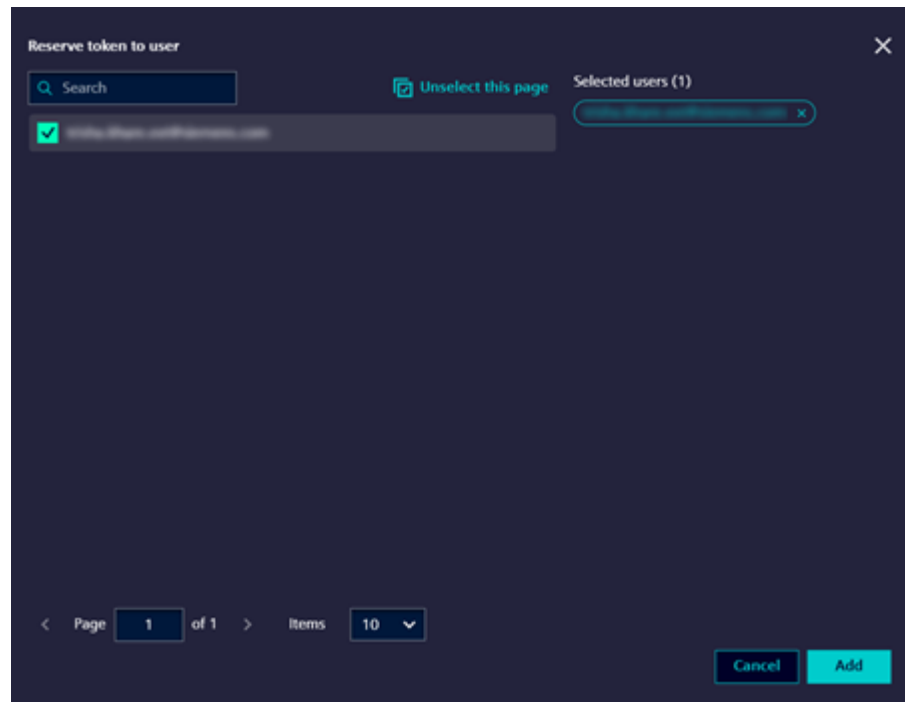 Reserve token to user
Search
Unselect this page
Selected users (1)
Page 1 of 1 Items 10
Cancel
Add